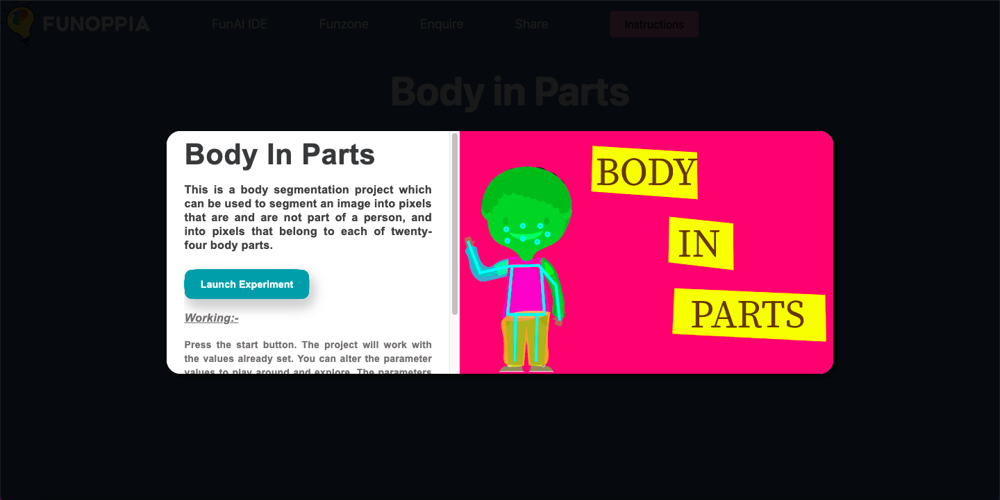 FUNOPPIA
FunAI IDE
Funzone
Enquire
Share
Instructions
Body in Parts
Body In Parts
This is a body segmentation project which
can be used to segment an image into pixels
that are and are not part of a person, and
into pixels that belong to each of twenty-
four body parts.
Launch Experiment
Working:-
Press the start button. The project will work with
the values already set. You can alter the parameter
values to play around and explore. The parameters
BODY
IN
PARTS